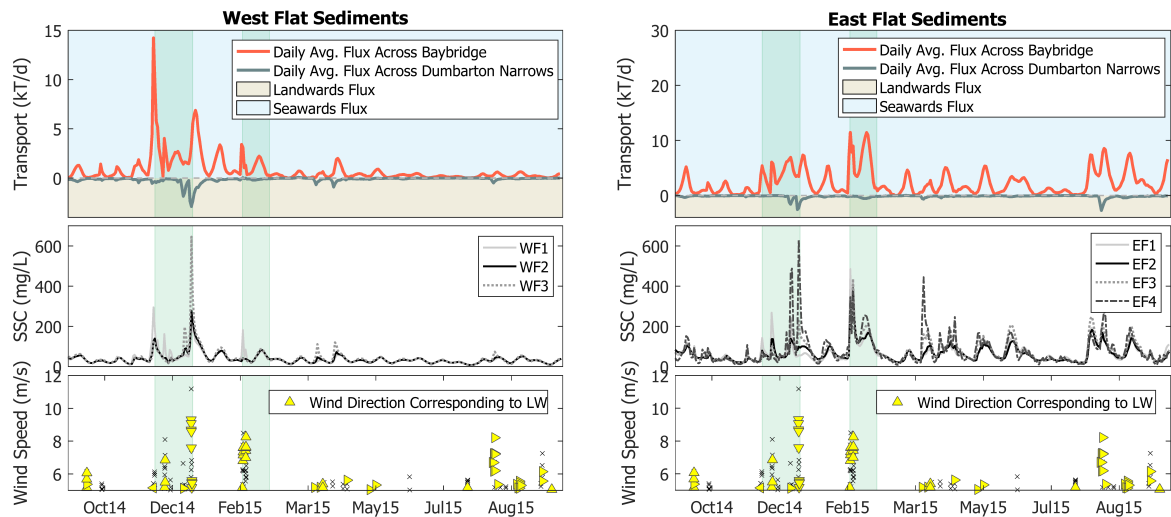 West Flat Sediments
15
10
5
0
Transport (kT/d)
Daily Avg. Flux Across Baybridge
Daily Avg. Flux Across Dumbarton Narrows
Landwards Flux
Seawards Flux
600
400
200
0
SSC (mg/L)
WF1
WF2
WF3
12
10
8
6
Wind Speed (m/s)
Wind Direction Corresponding to LW
Oct14 Dec14 Feb15 Mar15 May15 Jul15 Aug15
East Flat Sediments
30
20
10
0
Transport (kT/d)
Daily Avg. Flux Across Baybridge
Daily Avg. Flux Across Dumbarton Narrows
Landwards Flux
Seawards Flux
600
400
200
0
SSC (mg/L)
EF1
EF2
EF3
EF4
12
10
8
6
Wind Speed (m/s)
Wind Direction Corresponding to LW
Oct14 Dec14 Feb15 Mar15 May15 Jul15 Aug15